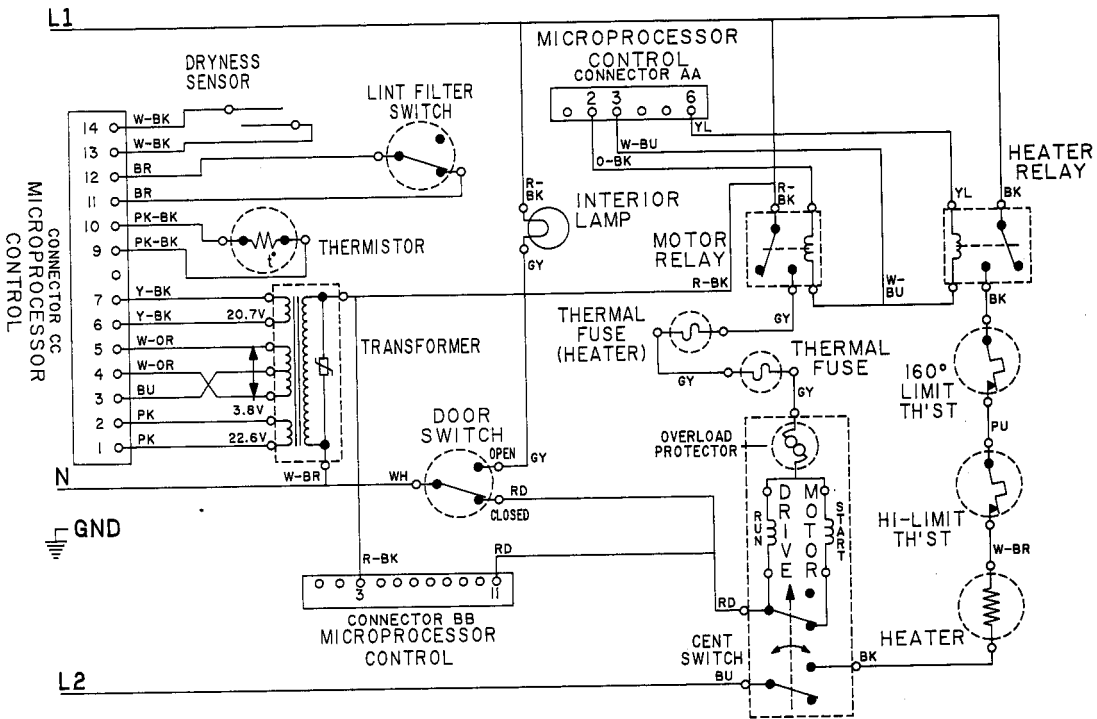 L1
MICROPROCESSOR
CONTROL
CONNECTOR AA
2 3 6
DRYNESS
SENSOR
LINT FILTER
SWITCH
14 W-BK
13 W-BK
12 BR
11 BR
10 PK-BK
9 PK-BK
7 Y-BK
6 Y-BK
5 W-OR
4 W-OR
3 BU
2 PK
1 PK
CONNECTOR CC
MICROPROCESSOR
CONTROL
THERMISTOR
t°
20.7V
3.8V
22.6V
TRANSFORMER
YL
W-BU
O-BK
R-
BK
INTERIOR
LAMP
GY
R-
BK
MOTOR
RELAY
R-BK
W-
BU
HEATER
RELAY
YL
BK
BK
GY
THERMAL
FUSE
(HEATER)
THERMAL
FUSE
GY
GY
160°
LIMIT
TH'ST
PU
DOOR
SWITCH
OPEN
GY
WH
RD
CLOSED
OVERLOAD
PROTECTOR
DRIVE
MOTOR
RUN
START
HI-LIMIT
TH'ST
W-BR
N
W-BR
GND
R-BK
RD
3 11
CONNECTOR BB
MICROPROCESSOR
CONTROL
RD
CENT
SWITCH
BU
HEATER
BK
L2